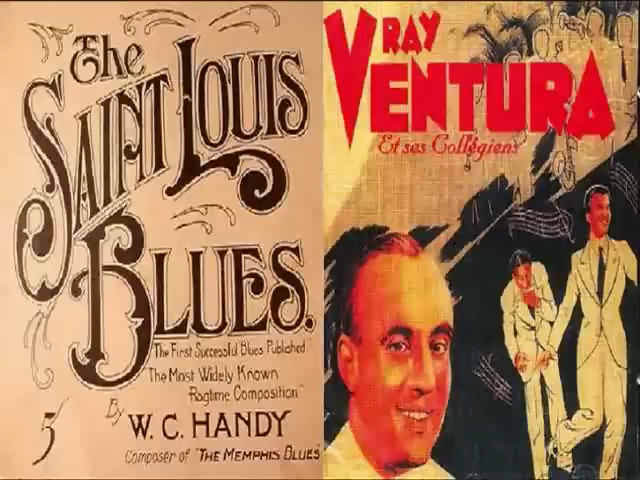 The
SAINT LOUIS
BLUES.
The First Successful Blues Published
The Most Widely Known
Ragtime Composition"
5
By W. C. HANDY
Composer of "THE MEMPHIS BLUES"
RAY
VENTURA
Et ses Collégiens